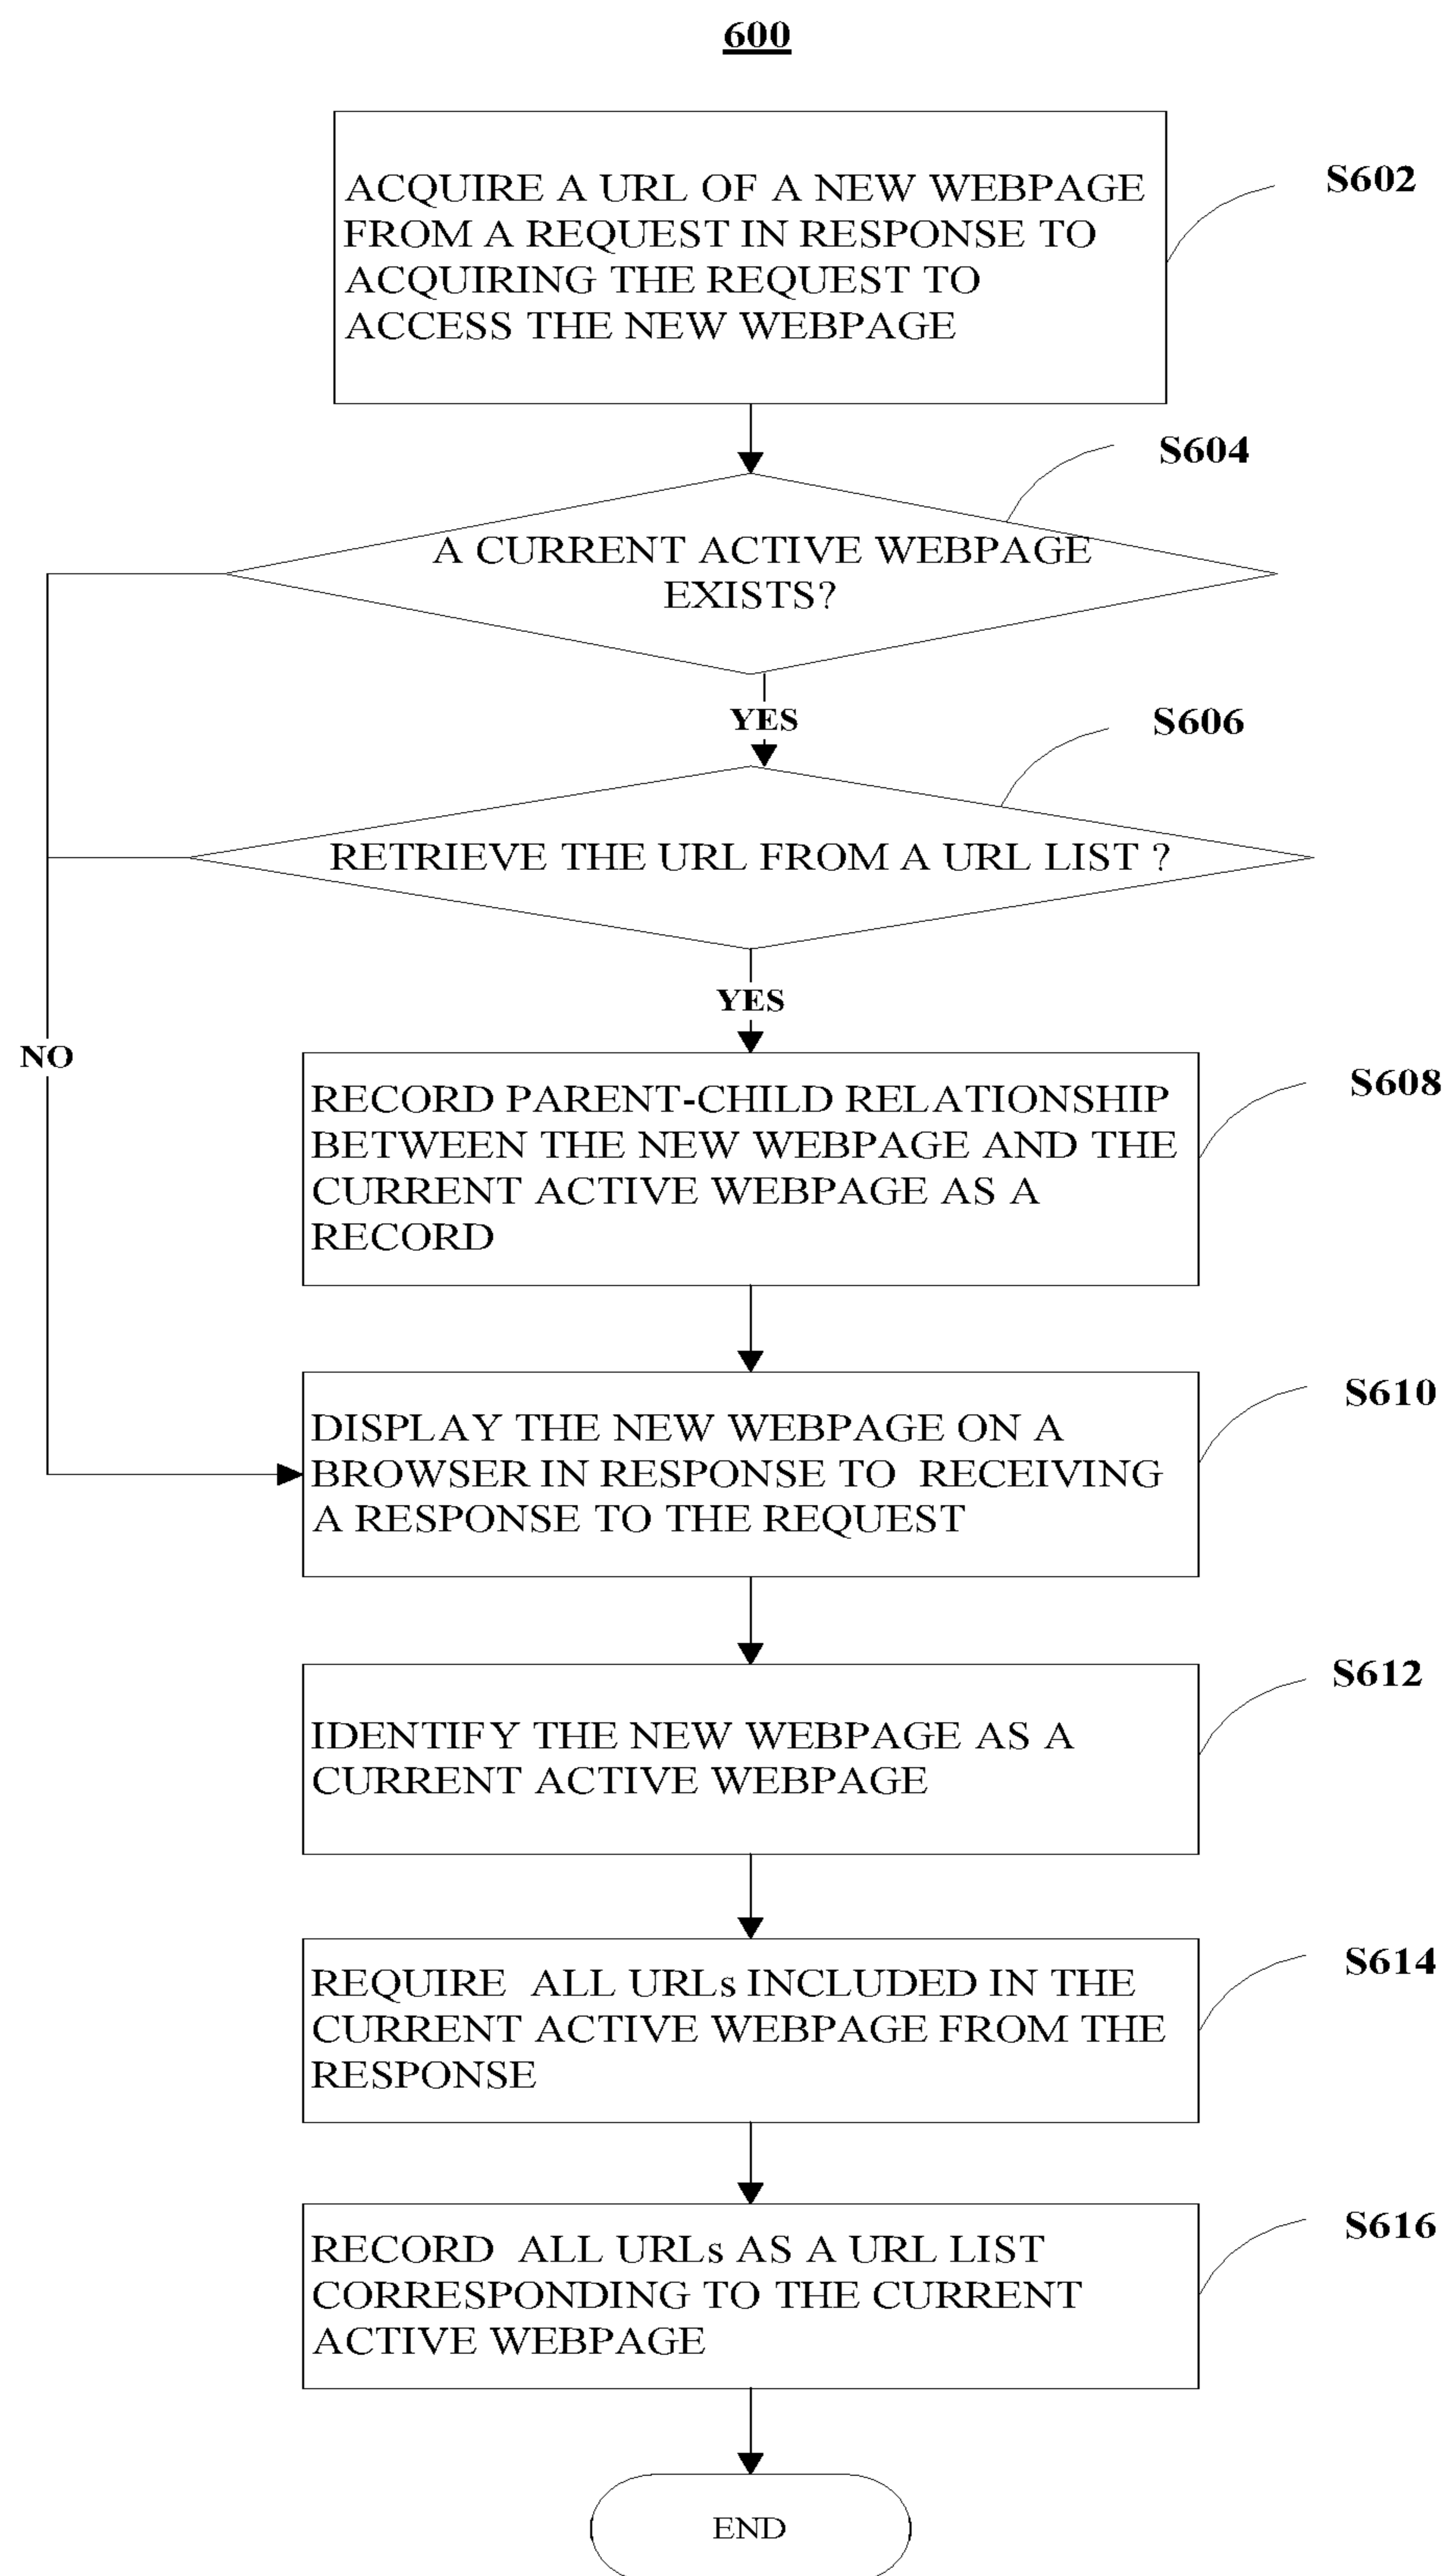 600
ACQUIRE A URL OF A NEW WEBPAGE
FROM A REQUEST IN RESPONSE TO
ACQUIRING THE REQUEST TO
ACCESS THE NEW WEBPAGE
S602
S604
A CURRENT ACTIVE WEBPAGE
EXISTS?
YES
S606
RETRIEVE THE URL FROM A URL LIST ?
YES
NO
RECORD PARENT-CHILD RELATIONSHIP
BETWEEN THE NEW WEBPAGE AND THE
CURRENT ACTIVE WEBPAGE AS A
RECORD
S608
DISPLAY THE NEW WEBPAGE ON A
BROWSER IN RESPONSE TO RECEIVING
A RESPONSE TO THE REQUEST
S610
IDENTIFY THE NEW WEBPAGE AS A
CURRENT ACTIVE WEBPAGE
S612
REQUIRE ALL URLs INCLUDED IN THE
CURRENT ACTIVE WEBPAGE FROM THE
RESPONSE
S614
RECORD ALL URLs AS A URL LIST
CORRESPONDING TO THE CURRENT
ACTIVE WEBPAGE
S616
END